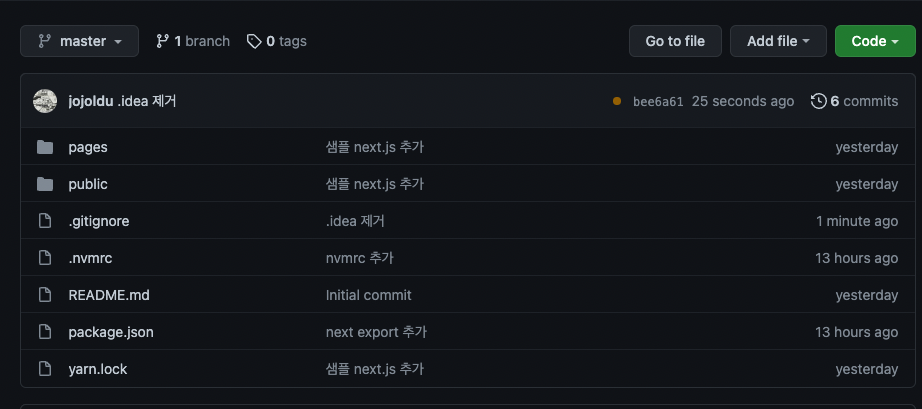 master 1 branch 0 tags Go to file Add file Code
jojoldu .idea 제거 bee6a61 25 seconds ago 6 commits
pages 샘플 next.js 추가 yesterday
public 샘플 next.js 추가 yesterday
.gitignore .idea 제거 1 minute ago
.nvmrc nvmrc 추가 13 hours ago
README.md Initial commit yesterday
package.json next export 추가 13 hours ago
yarn.lock 샘플 next.js 추가 yesterday